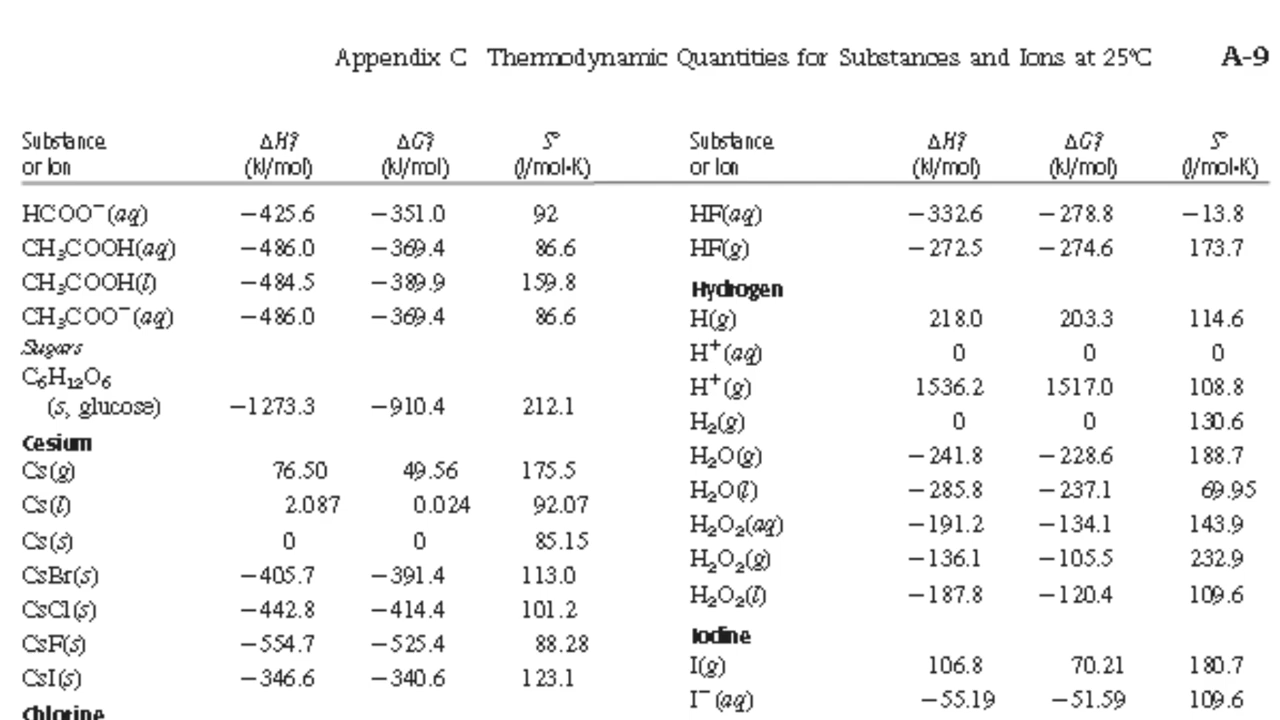 Appendix C Thermodynamic Quantities for Substances and Ions at 25°C A-9
Substance or Ion ΔH°f (kJ/mol) ΔG°f (kJ/mol) S° (J/mol·K)
HCOO⁻(aq) −425.6 −351.0 92
CH₃COOH(aq) −486.0 −369.4 86.6
CH₃COOH(l) −484.5 −389.9 159.8
CH₃COO⁻(aq) −486.0 −369.4 86.6
Sugars
C₆H₁₂O₆
(s, glucose) −1273.3 −910.4 212.1
Cesium
Cs(g) 76.50 49.56 175.5
Cs(l) 2.087 0.024 92.07
Cs(s) 0 0 85.15
CsBr(s) −405.7 −391.4 113.0
CsCl(s) −442.8 −414.4 101.2
CsF(s) −554.7 −525.4 88.28
CsI(s) −346.6 −340.6 123.1
Chlorine
Substance or Ion ΔH°f (kJ/mol) ΔG°f (kJ/mol) S° (J/mol·K)
HF(aq) −332.6 −278.8 −13.8
HF(g) −272.5 −274.6 173.7
Hydrogen
H(g) 218.0 203.3 114.6
H⁺(aq) 0 0 0
H⁺(g) 1536.2 1517.0 108.8
H₂(g) 0 0 130.6
H₂O(g) −241.8 −228.6 188.7
H₂O(l) −285.8 −237.1 69.95
H₂O₂(aq) −191.2 −134.1 143.9
H₂O₂(g) −136.1 −105.5 232.9
H₂O₂(l) −187.8 −120.4 109.6
Iodine
I(g) 106.8 70.21 180.7
I⁻(aq) −55.19 −51.59 109.6